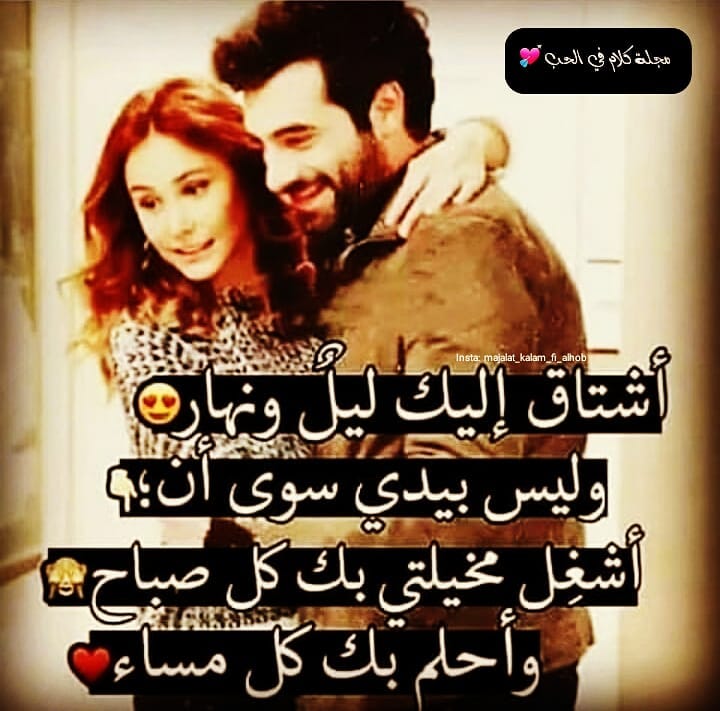 مجلة كلام في الحب 💘
Insta: majalat_kalam_fi_alhob
أشتاق إليك ليلٌ ونهار😍
وليس بيدي سوى أن؛👇
أشغِل مخيلتي بك كل صباح🙈
وأحلم بك كل مساء❤️